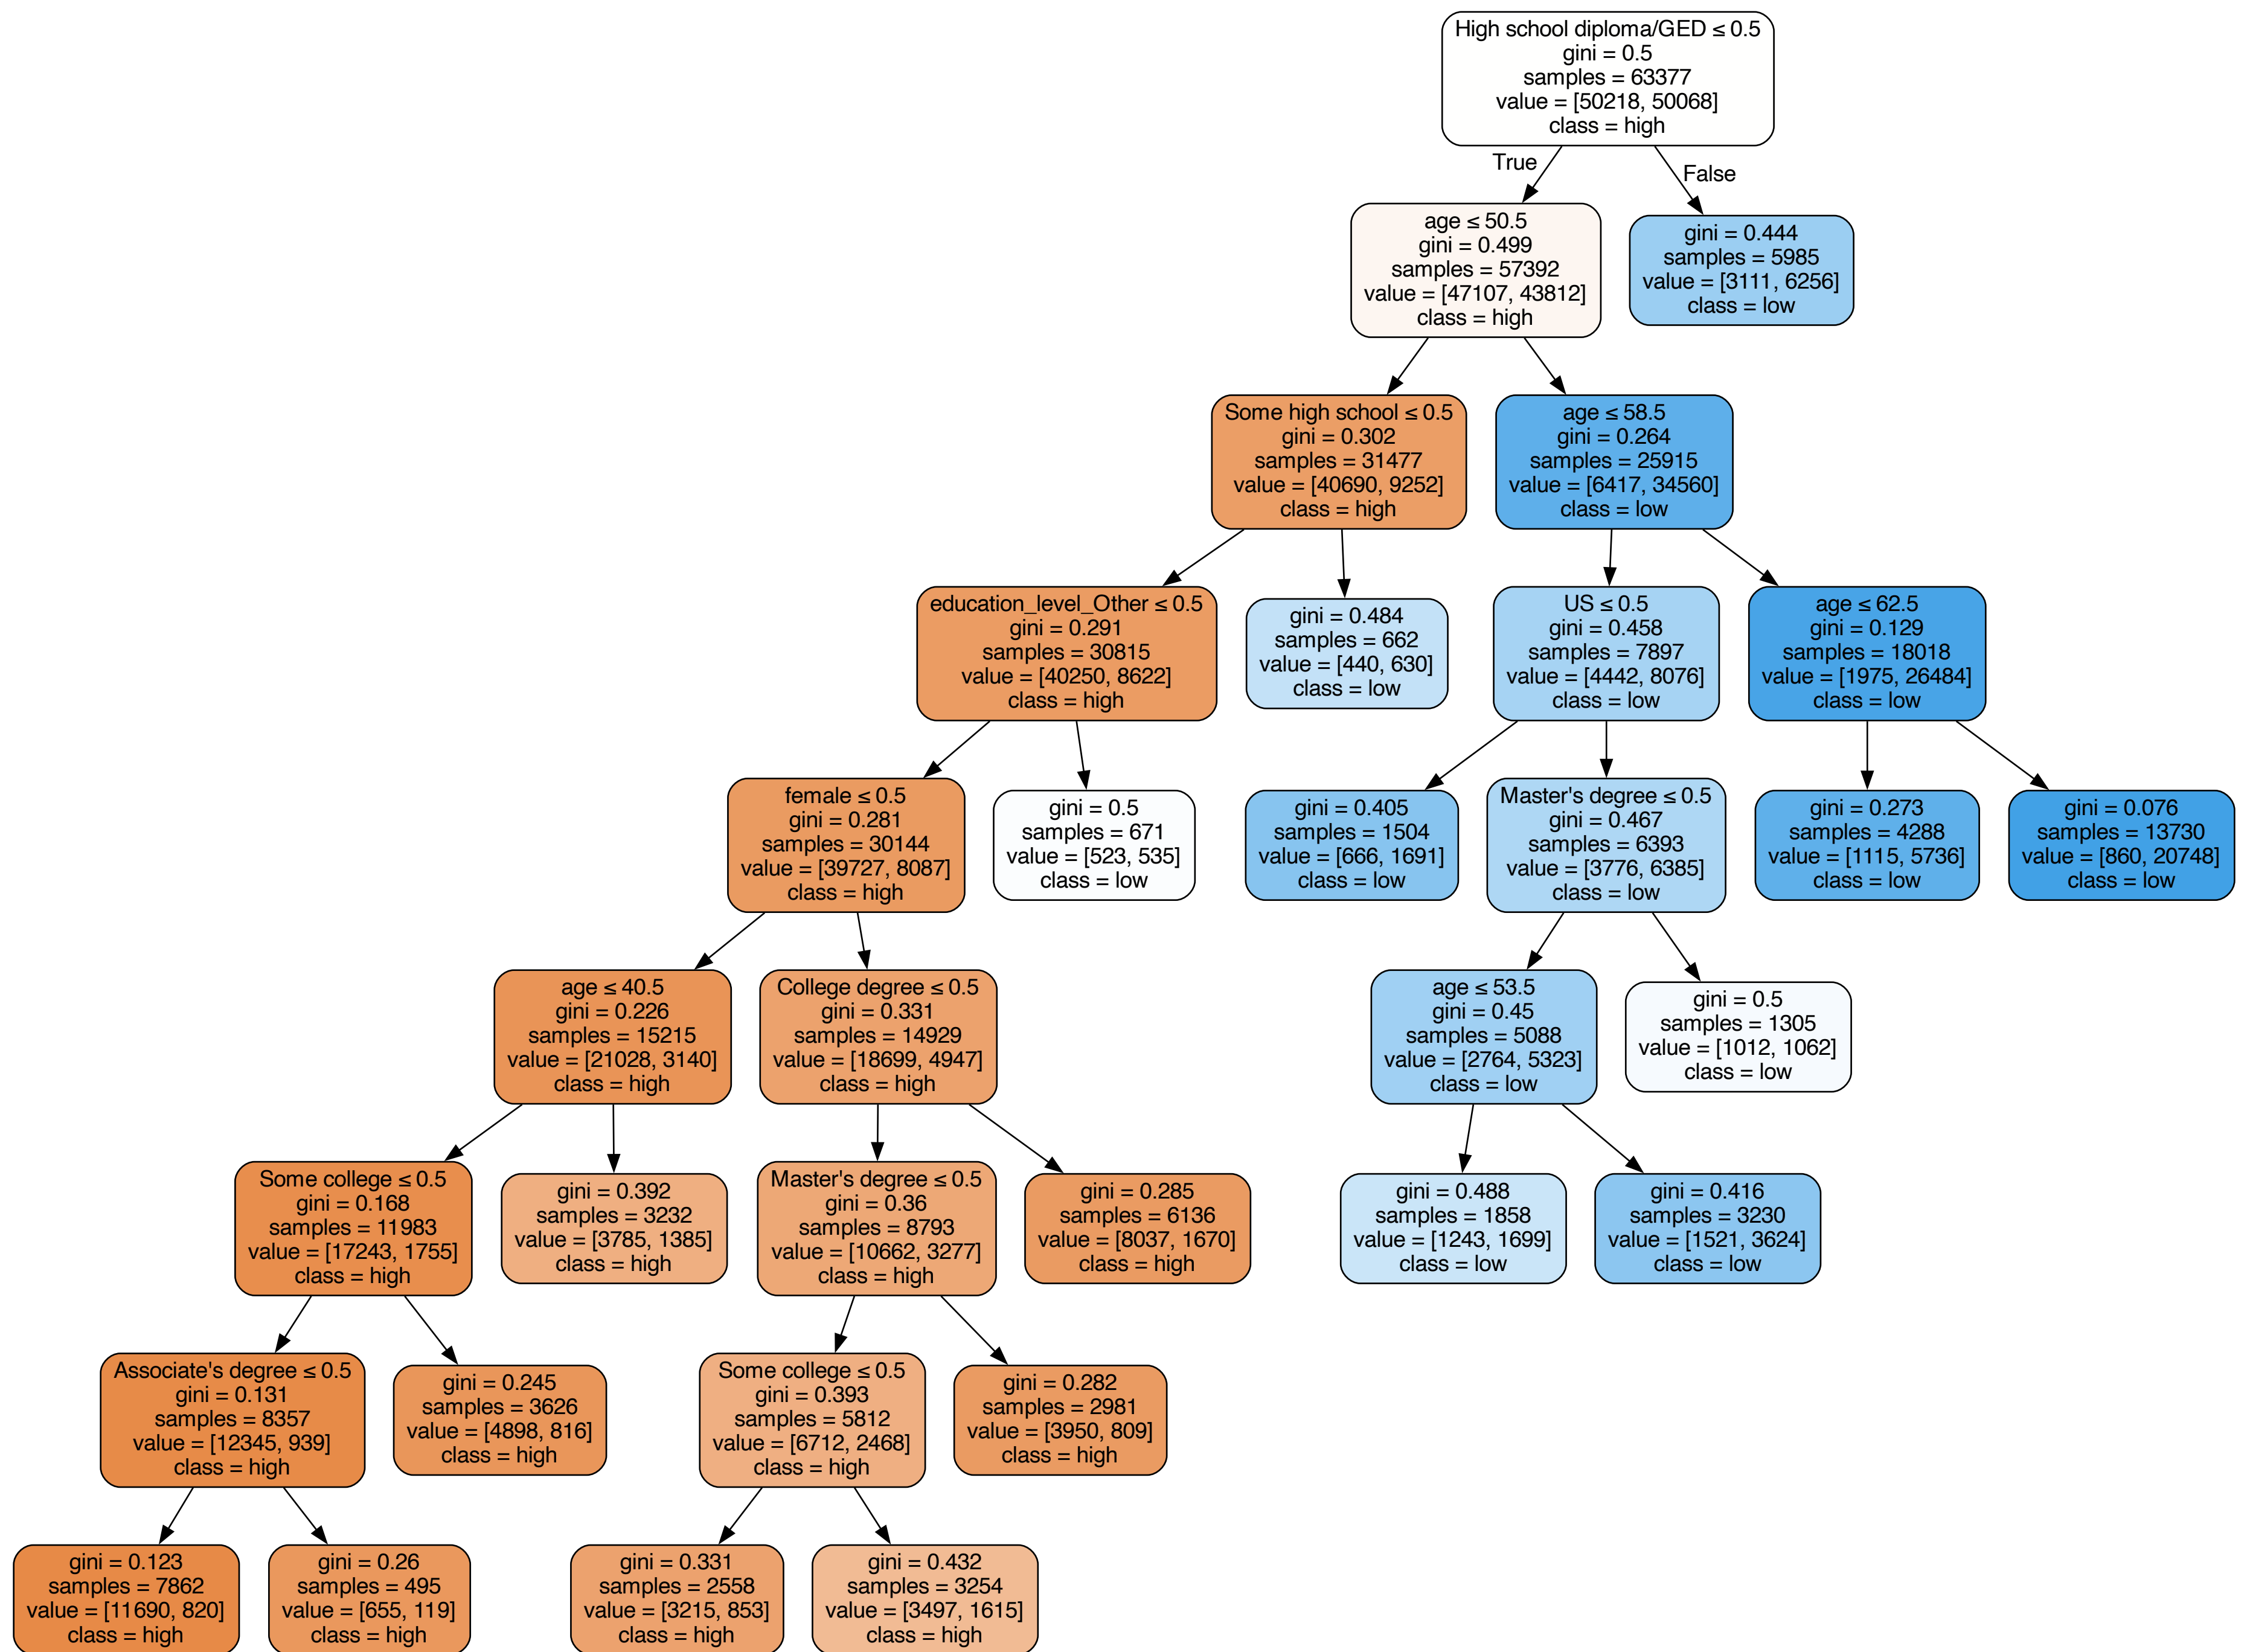 High school diploma/GED ≤ 0.5
gini = 0.5
samples = 63377
value = [50218, 50068]
class = high
True
False
age ≤ 50.5
gini = 0.499
samples = 57392
value = [47107, 43812]
class = high
gini = 0.444
samples = 5985
value = [3111, 6256]
class = low
Some high school ≤ 0.5
gini = 0.302
samples = 31477
value = [40690, 9252]
class = high
age ≤ 58.5
gini = 0.264
samples = 25915
value = [6417, 34560]
class = low
education_level_Other ≤ 0.5
gini = 0.291
samples = 30815
value = [40250, 8622]
class = high
gini = 0.484
samples = 662
value = [440, 630]
class = low
US ≤ 0.5
gini = 0.458
samples = 7897
value = [4442, 8076]
class = low
age ≤ 62.5
gini = 0.129
samples = 18018
value = [1975, 26484]
class = low
female ≤ 0.5
gini = 0.281
samples = 30144
value = [39727, 8087]
class = high
gini = 0.5
samples = 671
value = [523, 535]
class = low
gini = 0.405
samples = 1504
value = [666, 1691]
class = low
Master's degree ≤ 0.5
gini = 0.467
samples = 6393
value = [3776, 6385]
class = low
gini = 0.273
samples = 4288
value = [1115, 5736]
class = low
gini = 0.076
samples = 13730
value = [860, 20748]
class = low
age ≤ 40.5
gini = 0.226
samples = 15215
value = [21028, 3140]
class = high
College degree ≤ 0.5
gini = 0.331
samples = 14929
value = [18699, 4947]
class = high
age ≤ 53.5
gini = 0.45
samples = 5088
value = [2764, 5323]
class = low
gini = 0.5
samples = 1305
value = [1012, 1062]
class = low
Some college ≤ 0.5
gini = 0.168
samples = 11983
value = [17243, 1755]
class = high
gini = 0.392
samples = 3232
value = [3785, 1385]
class = high
Master's degree ≤ 0.5
gini = 0.36
samples = 8793
value = [10662, 3277]
class = high
gini = 0.285
samples = 6136
value = [8037, 1670]
class = high
gini = 0.488
samples = 1858
value = [1243, 1699]
class = low
gini = 0.416
samples = 3230
value = [1521, 3624]
class = low
Associate's degree ≤ 0.5
gini = 0.131
samples = 8357
value = [12345, 939]
class = high
gini = 0.245
samples = 3626
value = [4898, 816]
class = high
Some college ≤ 0.5
gini = 0.393
samples = 5812
value = [6712, 2468]
class = high
gini = 0.282
samples = 2981
value = [3950, 809]
class = high
gini = 0.123
samples = 7862
value = [11690, 820]
class = high
gini = 0.26
samples = 495
value = [655, 119]
class = high
gini = 0.331
samples = 2558
value = [3215, 853]
class = high
gini = 0.432
samples = 3254
value = [3497, 1615]
class = high